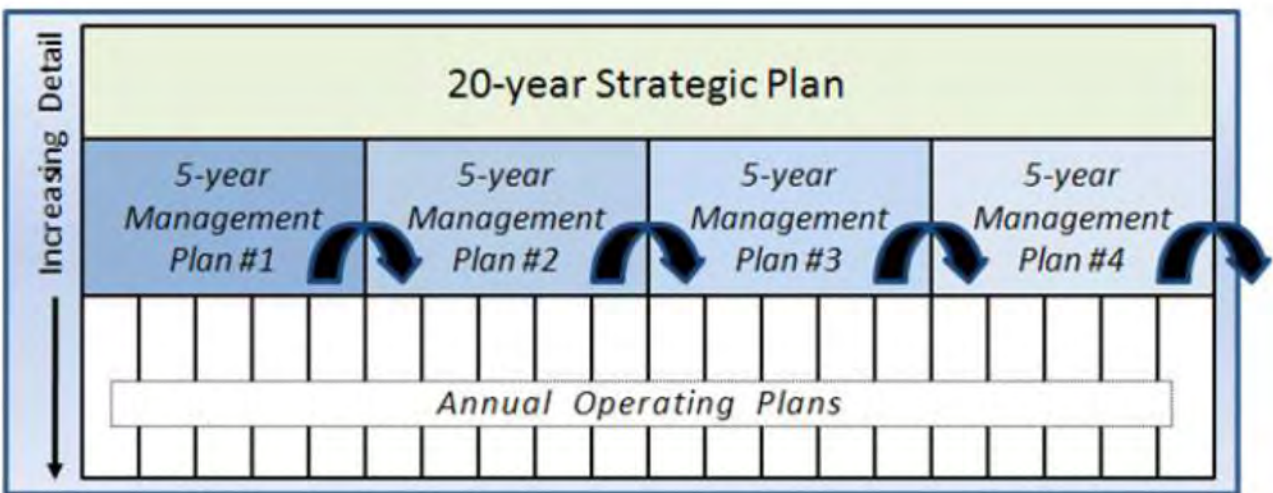 Increasing Detail
20-year Strategic Plan
5-year
Management
Plan #1
5-year
Management
Plan #2
5-year
Management
Plan #3
5-year
Management
Plan #4
Annual Operating Plans